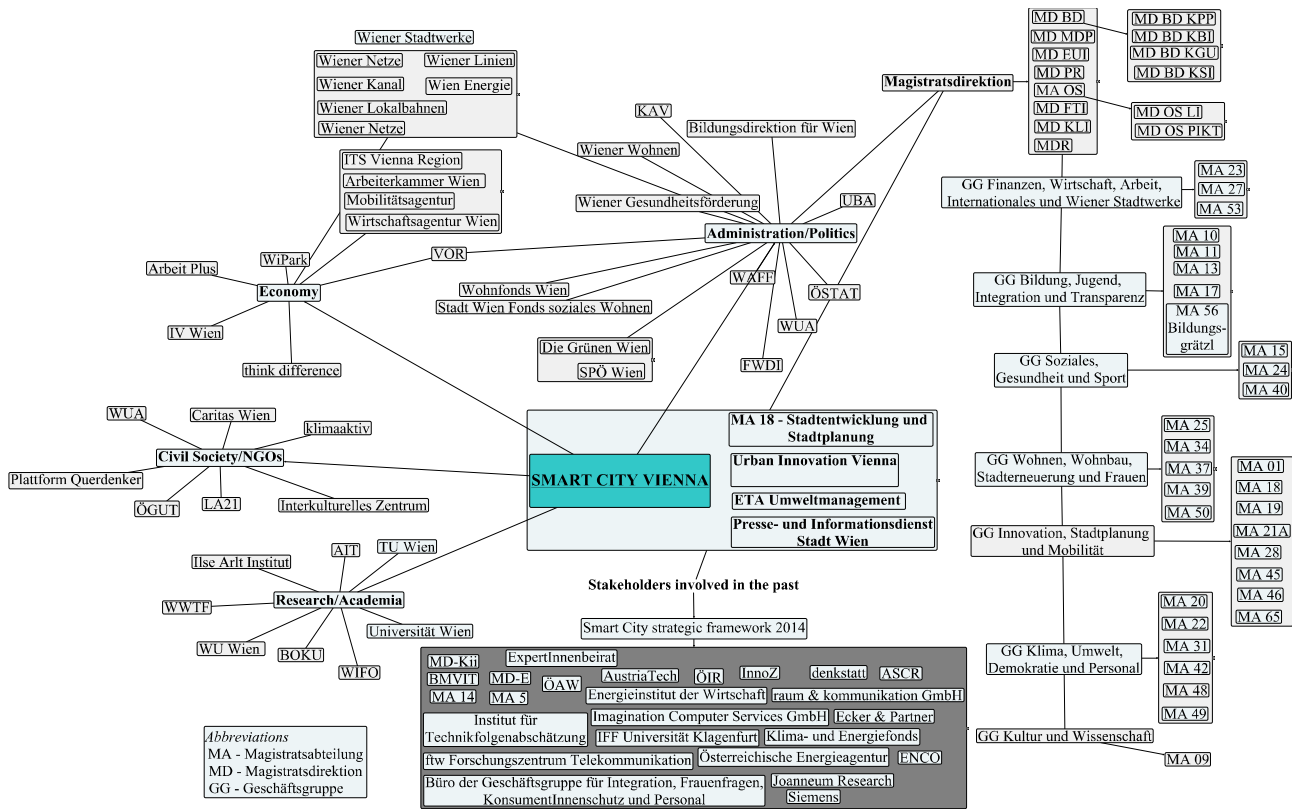 Wiener Stadtwerke
Wiener Netze
Wiener Linien
Wiener Kanal
Wien Energie
Wiener Lokalbahnen
Wiener Netze
ITS Vienna Region
Arbeiterkammer Wien
Mobilitätsagentur
Wirtschaftsagentur Wien
VOR
WiPark
Arbeit Plus
Economy
IV Wien
think difference
KAV
Bildungsdirektion für Wien
Wiener Wohnen
Wiener Gesundheitsförderung
UBA
Administration/Politics
WAFF
ÖSTAT
Wohnfonds Wien
Stadt Wien Fonds soziales Wohnen
WUA
Die Grünen Wien
SPÖ Wien
FWDI
Magistratsdirektion
MD BD
MD MDP
MD EUI
MD PR
MA OS
MD FTI
MD KLI
MDR
MD BD KPP
MD BD KBI
MD BD KGU
MD BD KSI
MD OS LI
MD OS PIKT
GG Finanzen, Wirtschaft, Arbeit,
Internationales und Wiener Stadtwerke
MA 23
MA 27
MA 53
GG Bildung, Jugend,
Integration und Transparenz
MA 10
MA 11
MA 13
MA 17
MA 56
Bildungs-
grätzl
GG Soziales,
Gesundheit und Sport
MA 15
MA 24
MA 40
GG Wohnen, Wohnbau,
Stadterneuerung und Frauen
MA 25
MA 34
MA 37
MA 39
MA 50
GG Innovation, Stadtplanung
und Mobilität
MA 01
MA 18
MA 19
MA 21A
MA 28
MA 45
MA 46
MA 65
GG Klima, Umwelt,
Demokratie und Personal
MA 20
MA 22
MA 31
MA 42
MA 48
MA 49
GG Kultur und Wissenschaft
MA 09
WUA
Caritas Wien
klimaaktiv
Civil Society/NGOs
Plattform Querdenker
ÖGUT
LA21
Interkulturelles Zentrum
SMART CITY VIENNA
MA 18 - Stadtentwicklung und
Stadtplanung
Urban Innovation Vienna
ETA Umweltmanagement
Presse- und Informationsdienst
Stadt Wien
Ilse Arlt Institut
AIT
TU Wien
WWTF
Research/Academia
WU Wien
BOKU
WIFO
Universität Wien
Stakeholders involved in the past
Smart City strategic framework 2014
MD-Kii
ExpertInnenbeirat
BMVIT
MD-E
ÖAW
AustriaTech
ÖIR
InnoZ
denkstatt
ASCR
MA 14
MA 5
Energieinstitut der Wirtschaft
raum & kommunikation GmbH
Institut für
Technikfolgenabschätzung
Imagination Computer Services GmbH
Ecker & Partner
IFF Universität Klagenfurt
Klima- und Energiefonds
ftw Forschungszentrum Telekommunikation
Österreichische Energieagentur
ENCO
Büro der Geschäftsgruppe für Integration, Frauenfragen,
KonsumentInnenschutz und Personal
Joanneum Research
Siemens
Abbreviations
MA - Magistratsabteilung
MD - Magistratsdirektion
GG - Geschäftsgruppe